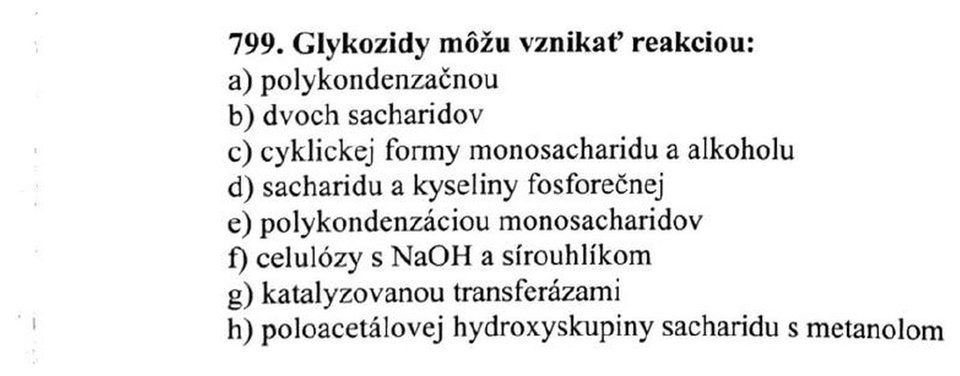 799. Glykozidy môžu vznikať reakciou:
a) polykondenzačnou
b) dvoch sacharidov
c) cyklickej formy monosacharidu a alkoholu
d) sacharidu a kyseliny fosforečnej
e) polykondenzáciou monosacharidov
f) celulózy s NaOH a sírouhlíkom
g) katalyzovanou transferázami
h) poloacetálovej hydroxyskupiny sacharidu s metanolom